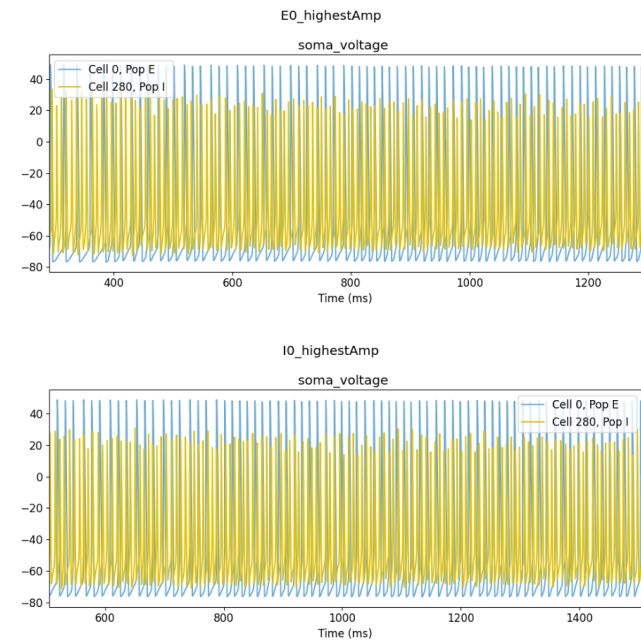 E0_highestAmp
soma_voltage
Cell 0, Pop E
Cell 280, Pop I
40
20
0
−20
−40
−60
−80
400 600 800 1000 1200
Time (ms)
I0_highestAmp
soma_voltage
Cell 0, Pop E
Cell 280, Pop I
40
20
0
−20
−40
−60
−80
600 800 1000 1200 1400
Time (ms)